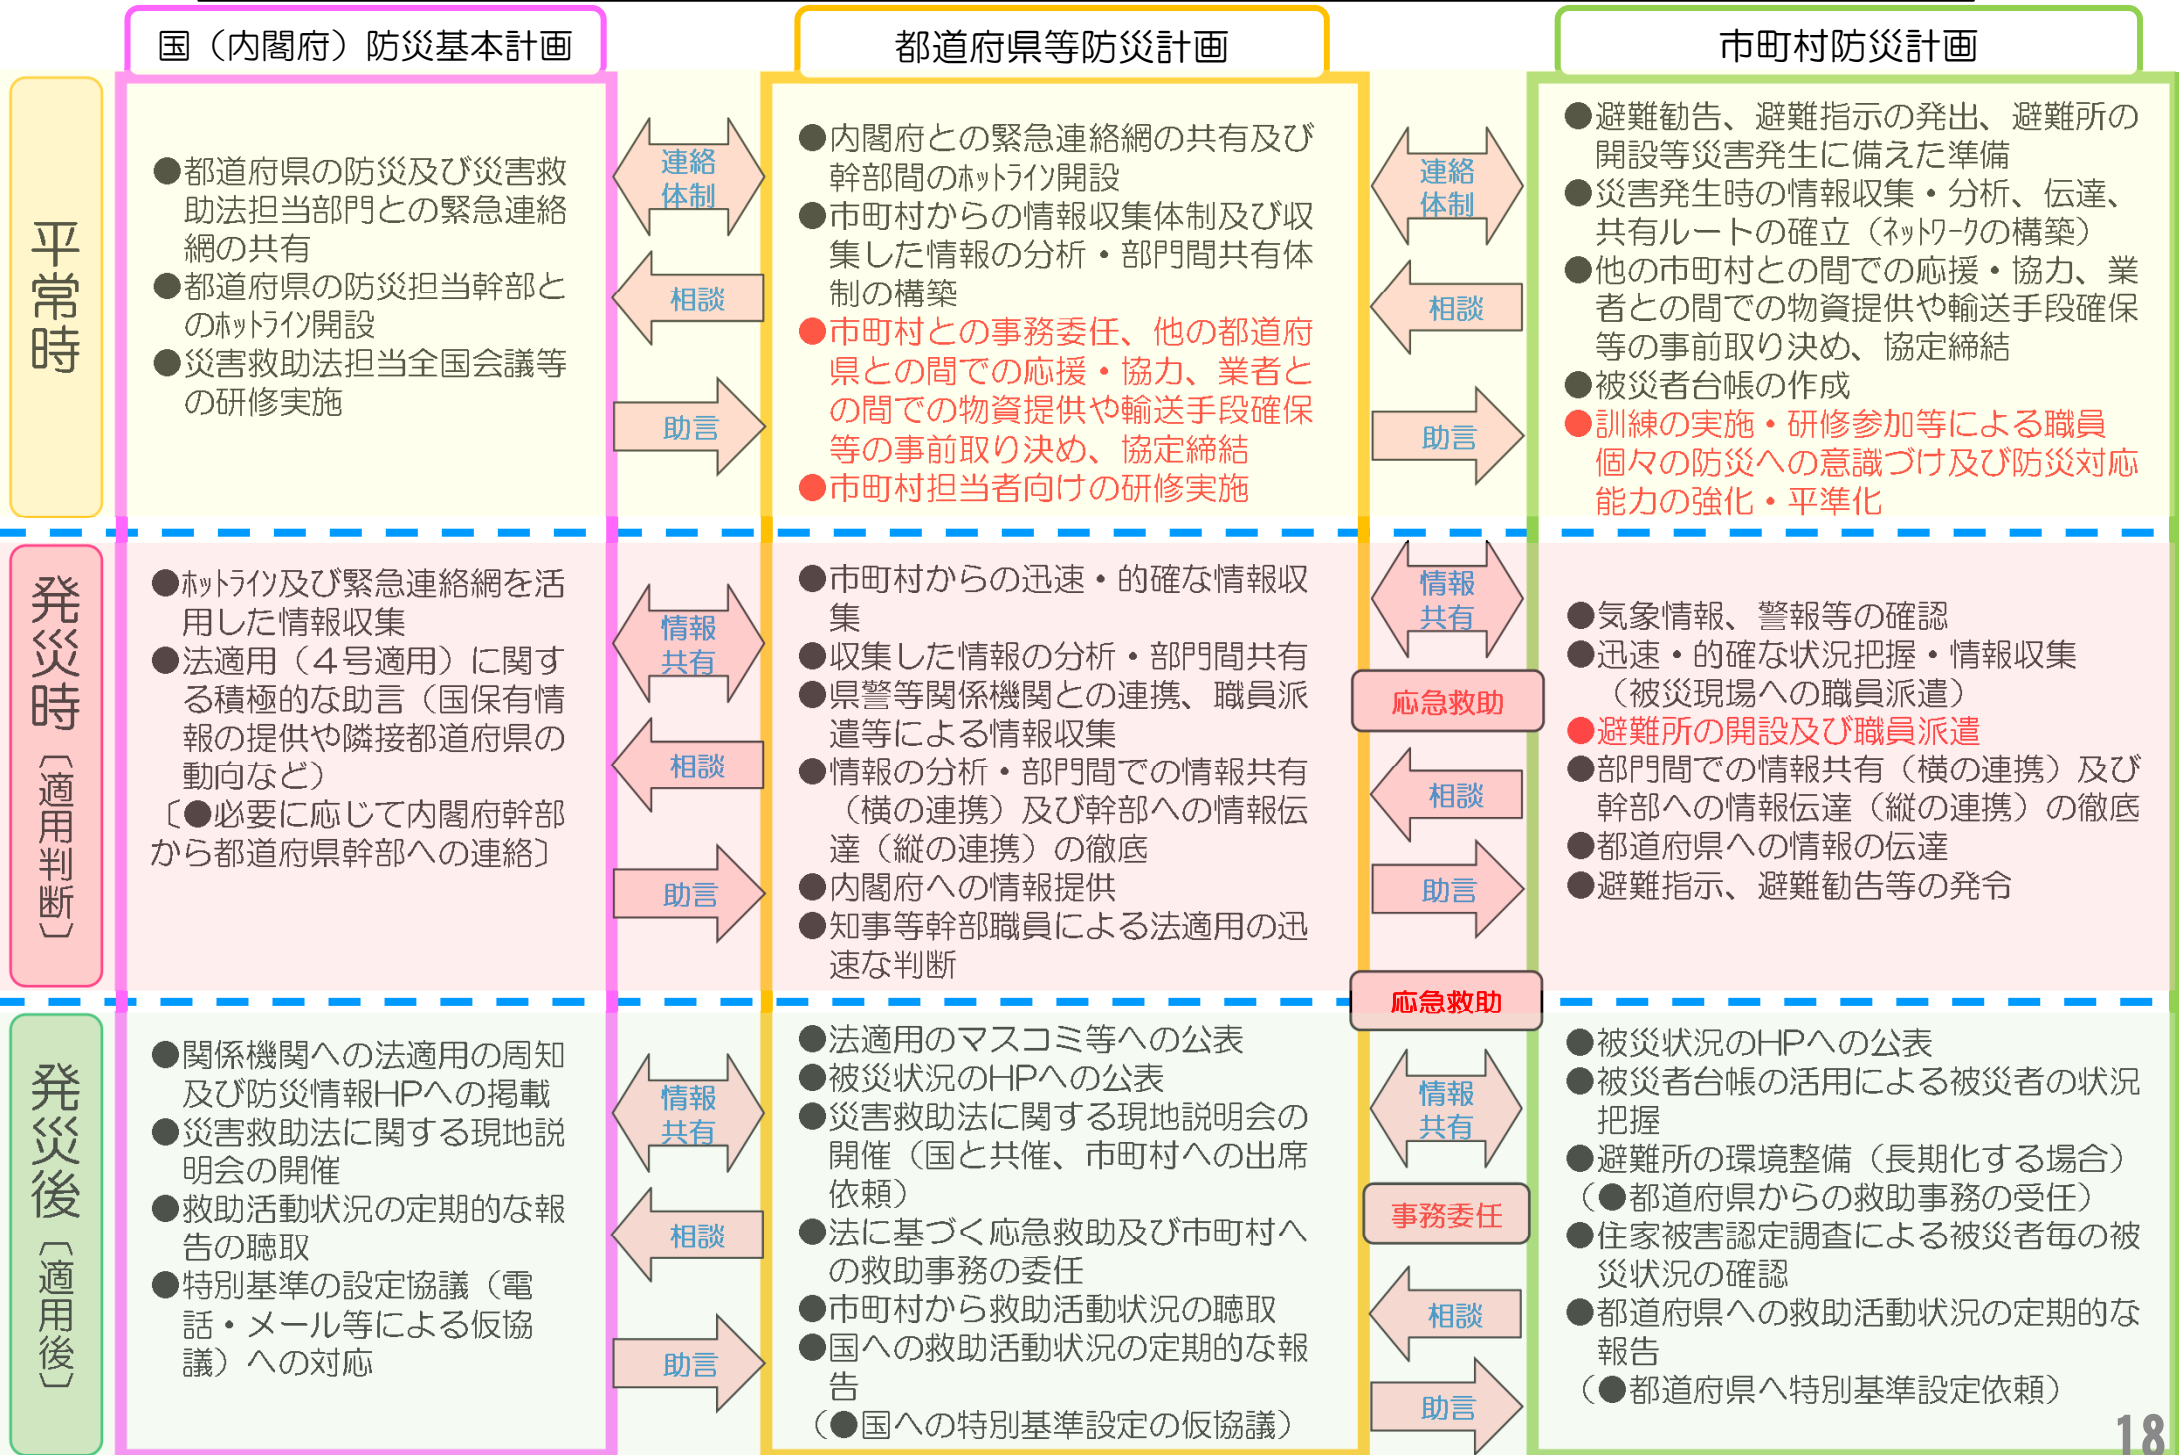 国（内閣府）防災基本計画
都道府県等防災計画
市町村防災計画
平常時
●都道府県の防災及び災害救
助法担当部門との緊急連絡
網の共有
●都道府県の防災担当幹部と
のﾎｯﾄﾗｲﾝ開設
●災害救助法担当全国会議等
の研修実施
連絡
体制
相談
助言
●内閣府との緊急連絡網の共有及び
幹部間のﾎｯﾄﾗｲﾝ開設
●市町村からの情報収集体制及び収
集した情報の分析・部門間共有体
制の構築
●市町村との事務委任、他の都道府
県との間での応援・協力、業者と
の間での物資提供や輸送手段確保
等の事前取り決め、協定締結
●市町村担当者向けの研修実施
連絡
体制
相談
助言
●避難勧告、避難指示の発出、避難所の
開設等災害発生に備えた準備
●災害発生時の情報収集・分析、伝達、
共有ルートの確立（ﾈｯﾄﾜｰｸの構築）
●他の市町村との間での応援・協力、業
者との間での物資提供や輸送手段確保
等の事前取り決め、協定締結
●被災者台帳の作成
●訓練の実施・研修参加等による職員
個々の防災への意識づけ及び防災対応
能力の強化・平準化
発災時〔適用判断〕
●ﾎｯﾄﾗｲﾝ及び緊急連絡網を活
用した情報収集
●法適用（４号適用）に関す
る積極的な助言（国保有情
報の提供や隣接都道府県の
動向など）
〔●必要に応じて内閣府幹部
から都道府県幹部への連絡〕
情報
共有
相談
助言
●市町村からの迅速・的確な情報収
集
●収集した情報の分析・部門間共有
●県警等関係機関との連携、職員派
遣等による情報収集
●情報の分析・部門間での情報共有
（横の連携）及び幹部への情報伝
達（縦の連携）の徹底
●内閣府への情報提供
●知事等幹部職員による法適用の迅
速な判断
情報
共有
応急救助
相談
助言
●気象情報、警報等の確認
●迅速・的確な状況把握・情報収集
（被災現場への職員派遣）
●避難所の開設及び職員派遣
●部門間での情報共有（横の連携）及び
幹部への情報伝達（縦の連携）の徹底
●都道府県への情報の伝達
●避難指示、避難勧告等の発令
応急救助
発災後〔適用後〕
●関係機関への法適用の周知
及び防災情報HPへの掲載
●災害救助法に関する現地説
明会の開催
●救助活動状況の定期的な報
告の聴取
●特別基準の設定協議（電
話・メール等による仮協
議）への対応
情報
共有
相談
助言
●法適用のマスコミ等への公表
●被災状況のHPへの公表
●災害救助法に関する現地説明会の
開催（国と共催、市町村への出席
依頼）
●法に基づく応急救助及び市町村へ
の救助事務の委任
●市町村から救助活動状況の聴取
●国への救助活動状況の定期的な報
告
（●国への特別基準設定の仮協議）
情報
共有
事務委任
相談
助言
●被災状況のHPへの公表
●被災者台帳の活用による被災者の状況
把握
●避難所の環境整備（長期化する場合）
（●都道府県からの救助事務の受任）
●住家被害認定調査による被災者毎の被
災状況の確認
●都道府県への救助活動状況の定期的な
報告
（●都道府県へ特別基準設定依頼）
18